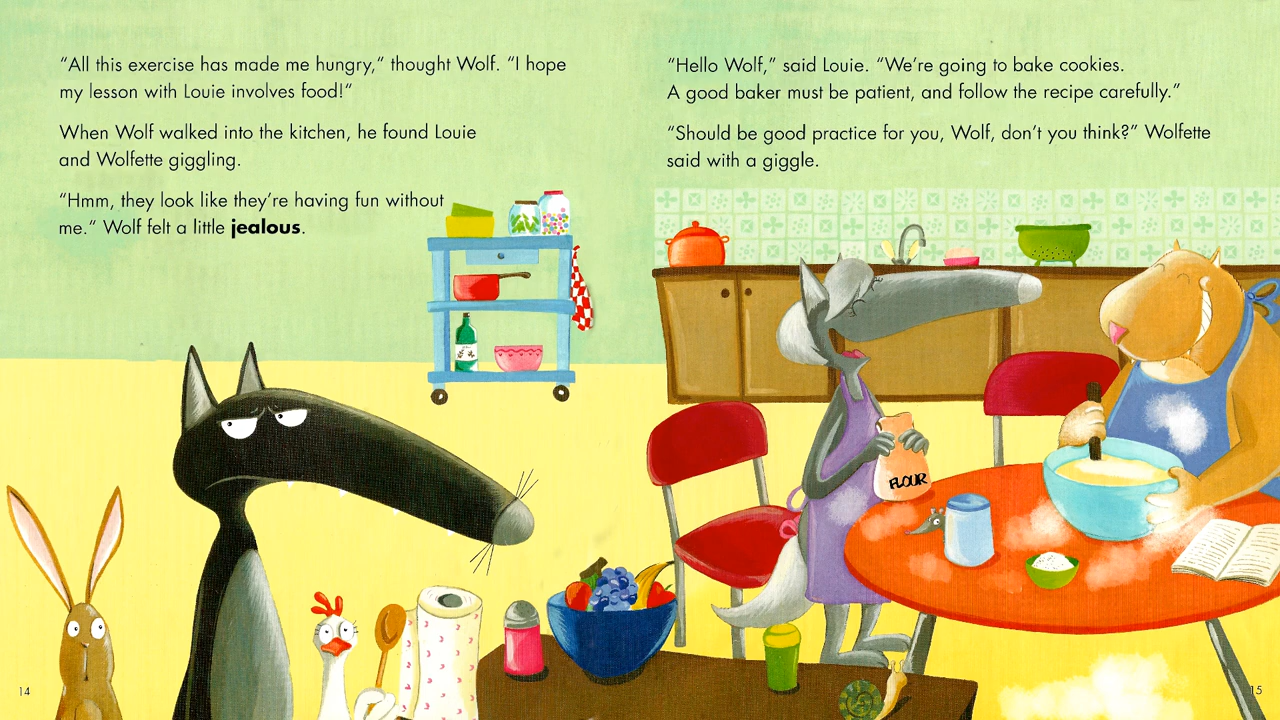 “All this exercise has made me hungry,” thought Wolf. “I hope
my lesson with Louie involves food!”
When Wolf walked into the kitchen, he found Louie
and Wolfette giggling.
“Hmm, they look like they’re having fun without
me.” Wolf felt a little jealous.
14
“Hello Wolf,” said Louie. “We’re going to bake cookies.
A good baker must be patient, and follow the recipe carefully.”
“Should be good practice for you, Wolf, don’t you think?” Wolfette
said with a giggle.
FLOUR
15